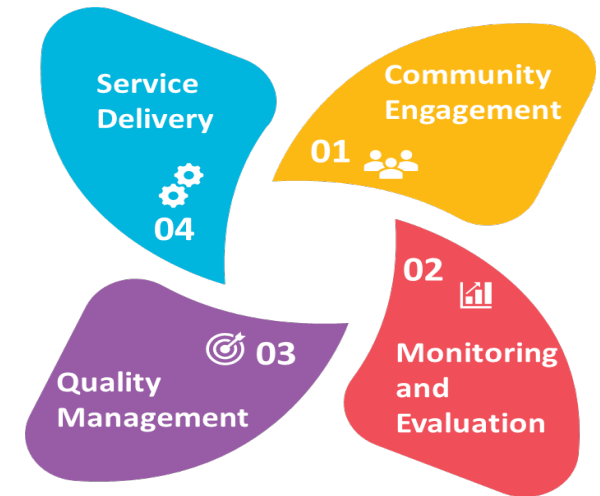 Community
Engagement
01
02
Monitoring
and
Evaluation
03
Quality
Management
Service
Delivery
04